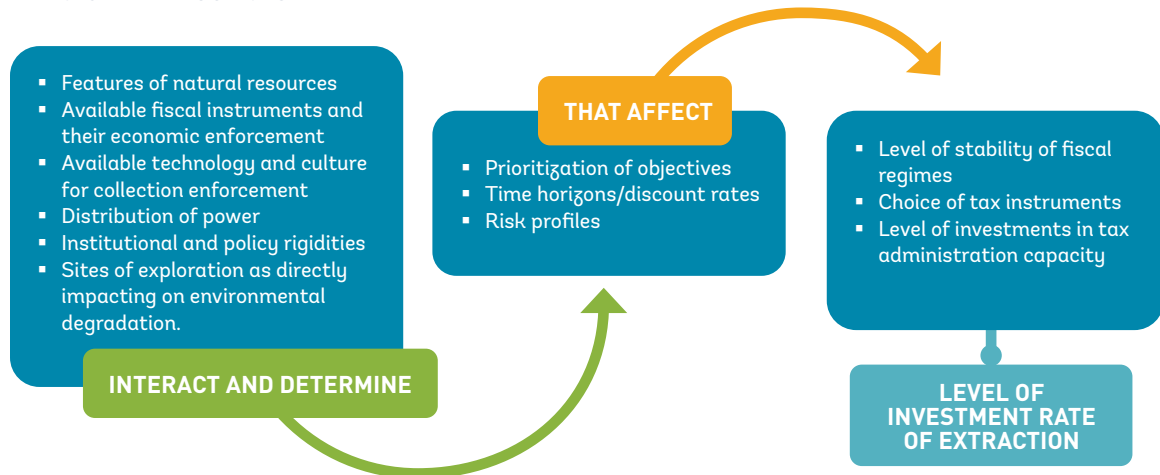 ▪ Features of natural resources
▪ Available fiscal instruments and
their economic enforcement
▪ Available technology and culture
for collection enforcement
▪ Distribution of power
▪ Institutional and policy rigidities
▪ Sites of exploration as directly
impacting on environmental
degradation.
INTERACT AND DETERMINE
THAT AFFECT
▪ Prioritization of objectives
▪ Time horizons/discount rates
▪ Risk profiles
▪ Level of stability of fiscal
regimes
▪ Choice of tax instruments
▪ Level of investments in tax
administration capacity
LEVEL OF
INVESTMENT RATE
OF EXTRACTION